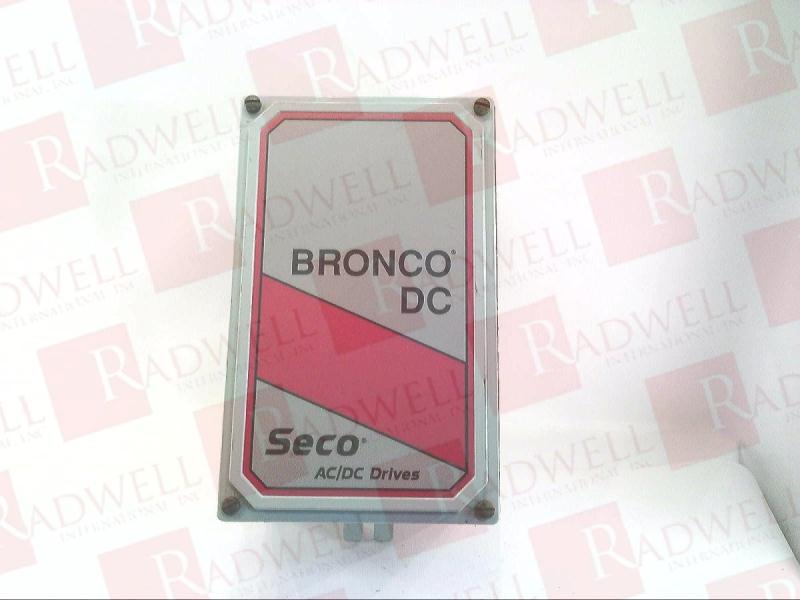 BRONCO®
DC
Seco®
AC/DC Drives
RADWELL
INTERNATIONAL INC